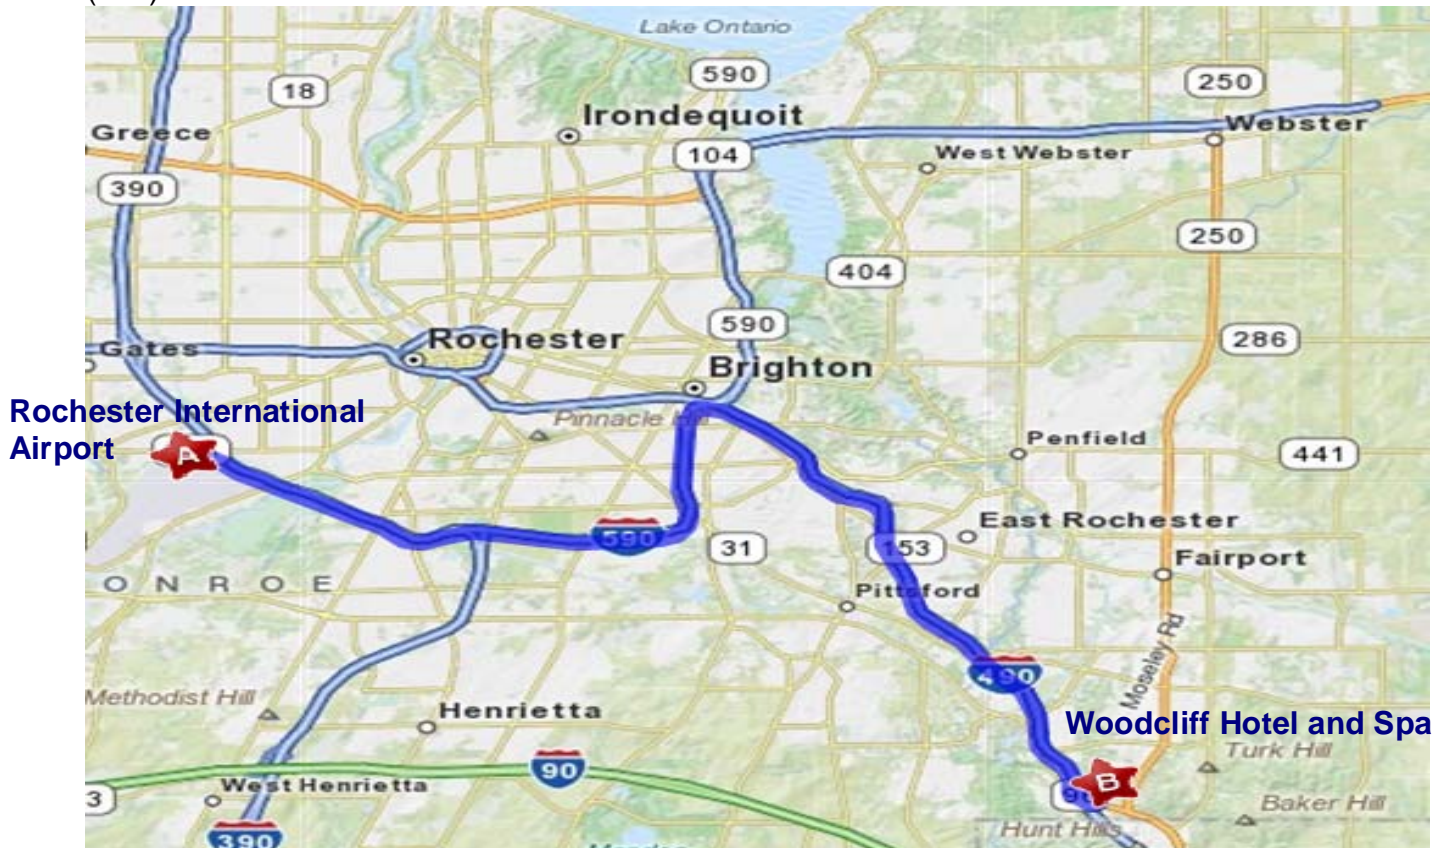 Lake Ontario
590
250
18
Irondequoit
Greece
Webster
104
West Webster
390
250
404
590
Rochester
286
Gates
Brighton
Rochester International
Airport
Pinnacle
Penfield
A
441
East Rochester
590
31
153
Fairport
ONROE
Pittsford
Moseley Rd
490
Methodist Hill
Henrietta
Woodcliff Hotel and Spa
Turk Hill
90
B
West Henrietta
3
Baker Hill
Hunt Hills
390